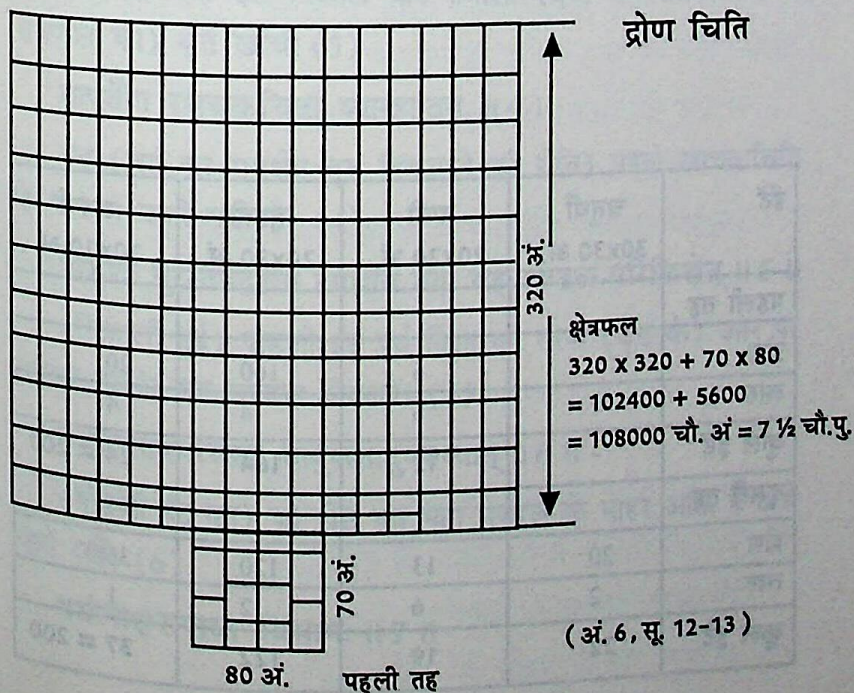 द्रोण चिति
320 अं.
क्षेत्रफल
320 x 320 + 70 x 80
= 102400 + 5600
= 108000 चौ. अं = 7 ½ चौ.पु.
70 अं.
(अं. 6, सू. 12-13)
80 अं. पहली तह